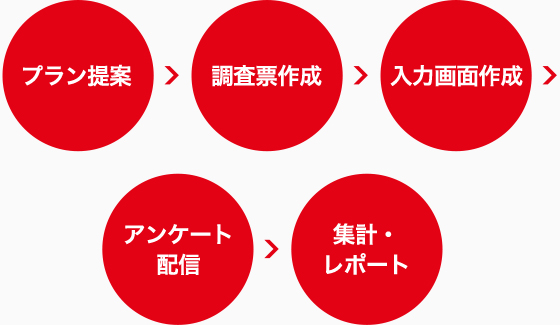 プラン提案
調査票作成
入力画面作成
アンケート
配信
集計・
レポート